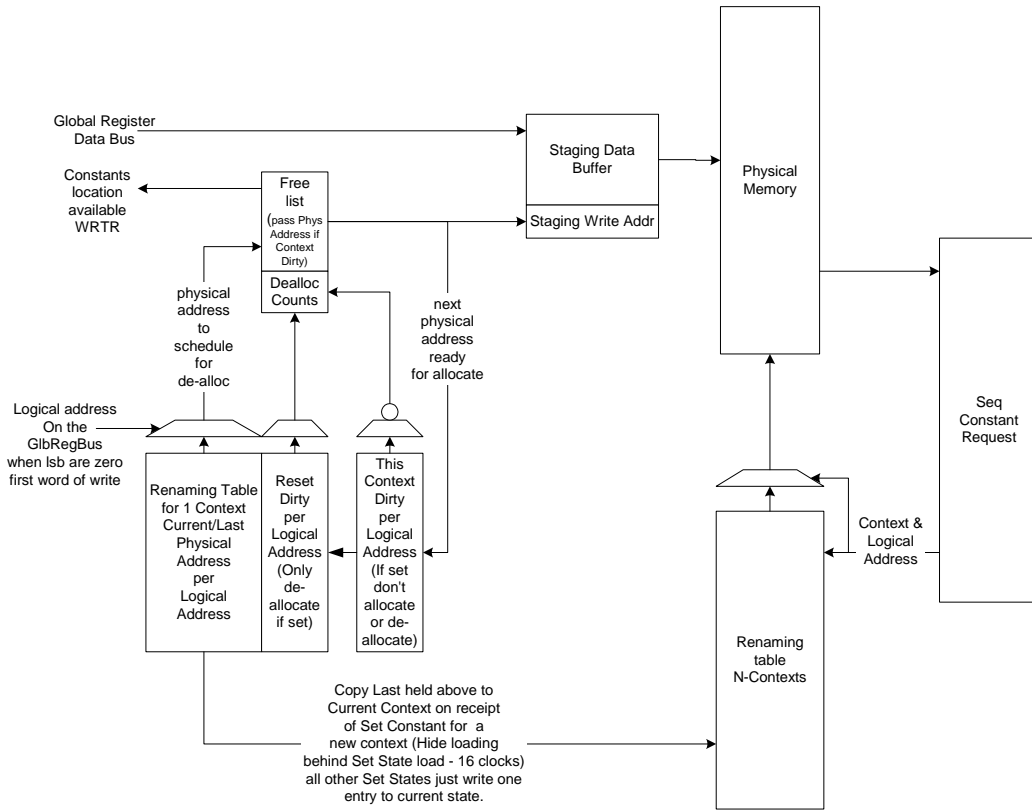 Global Register
Data Bus
Constants
location
available
WRTR
Free
list
(pass Phys
Address if
Context
Dirty)
Dealloc
Counts
Staging Data
Buffer
Staging Write Addr
Physical
Memory
physical
address
to
schedule
for
de-alloc
next
physical
address
ready
for allocate
Logical address
On the
GlbRegBus
when lsb are zero
first word of write
Renaming Table
for 1 Context
Current/Last
Physical
Address
per
Logical
Address
Reset
Dirty
per
Logical
Address
(Only
de-
allocate
if set)
This
Context
Dirty
per
Logical
Address
(If set
don't
allocate
or de-
allocate)
Seq
Constant
Request
Context &
Logical
Address
Renaming
table
N-Contexts
Copy Last held above to
Current Context on receipt
of Set Constant for a
new context (Hide loading
behind Set State load - 16 clocks)
all other Set States just write one
entry to current state.